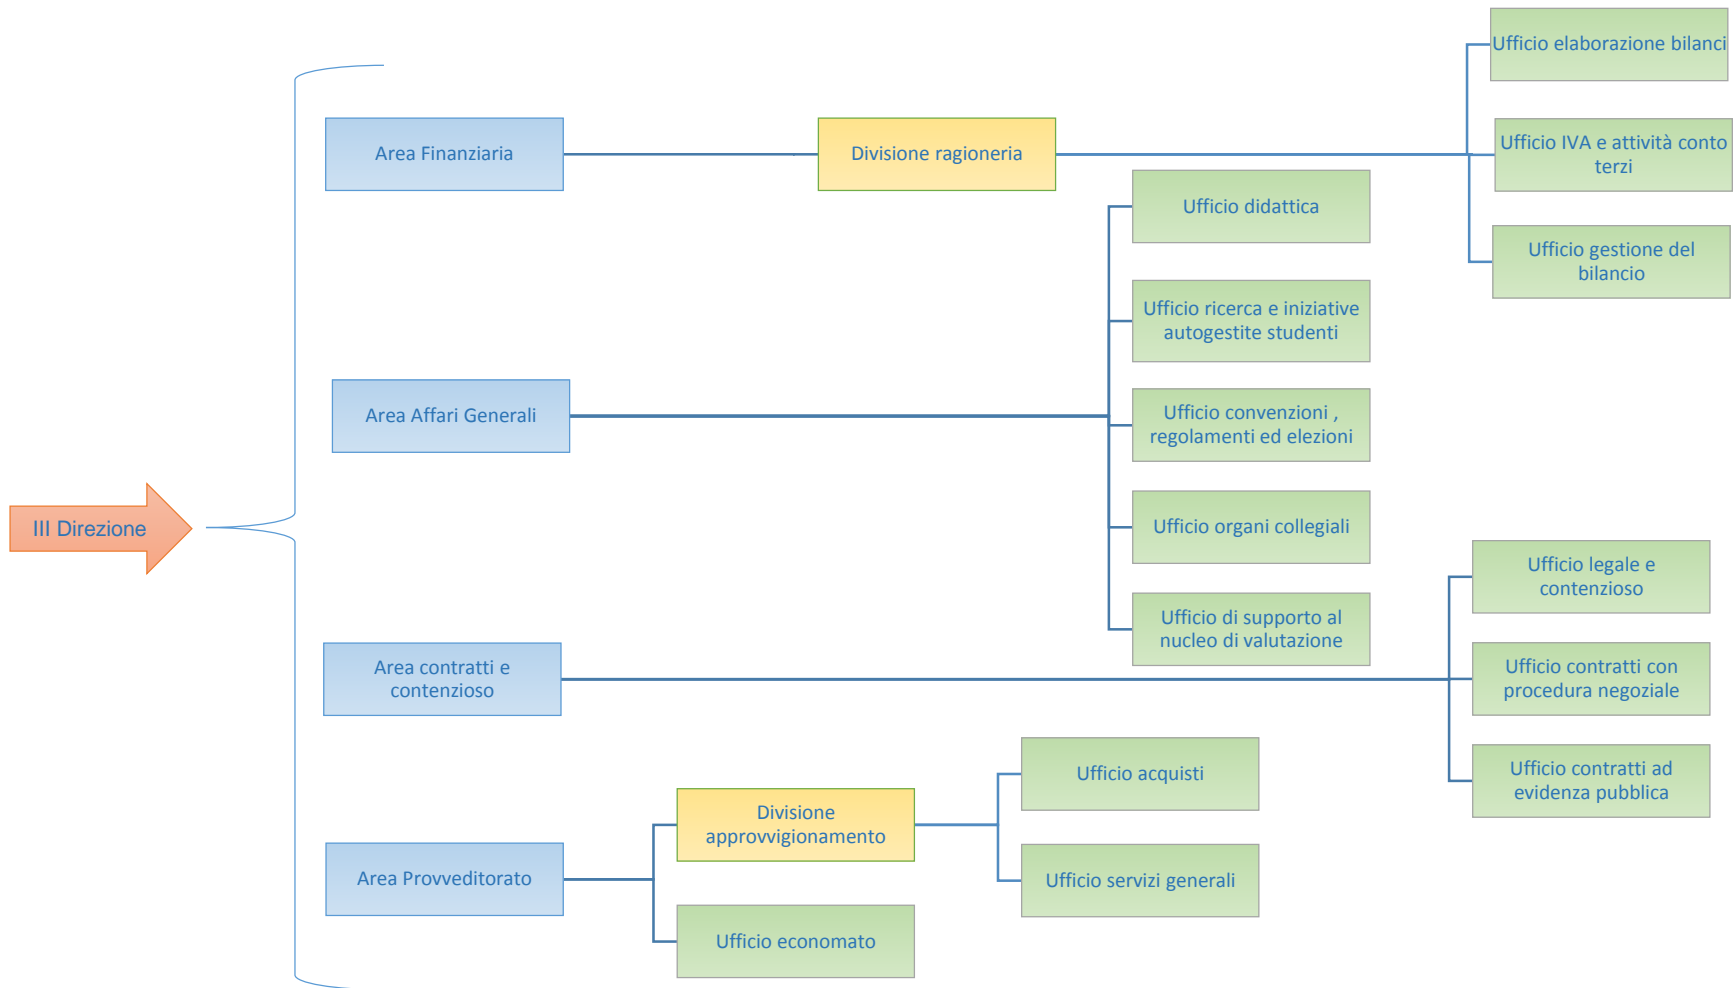 III Direzione
Area Finanziaria
Divisione ragioneria
Ufficio elaborazione bilanci
Ufficio IVA e attività conto
terzi
Ufficio gestione del
bilancio
Area Affari Generali
Ufficio didattica
Ufficio ricerca e iniziative
autogestite studenti
Ufficio convenzioni ,
regolamenti ed elezioni
Ufficio organi collegiali
Ufficio di supporto al
nucleo di valutazione
Area contratti e
contenzioso
Ufficio legale e
contenzioso
Ufficio contratti con
procedura negoziale
Ufficio contratti ad
evidenza pubblica
Area Provveditorato
Divisione
approvvigionamento
Ufficio acquisti
Ufficio servizi generali
Ufficio economato